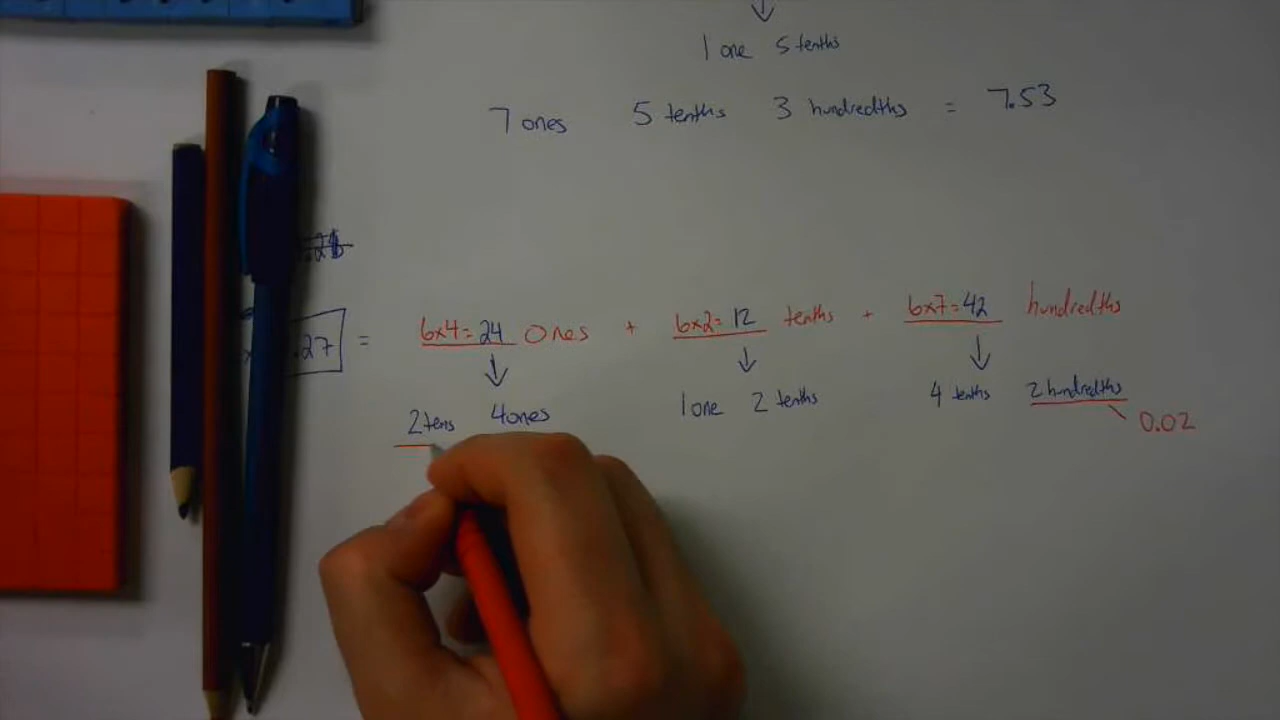 1 one 5 tenths
7 ones 5 tenths 3 hundredths = 7.53
.27 = 6x4=24 ones + 6x2=12 tenths + 6x7=42 hundredths
2 tens 4 ones 1 one 2 tenths 4 tenths 2 hundredths
0.02